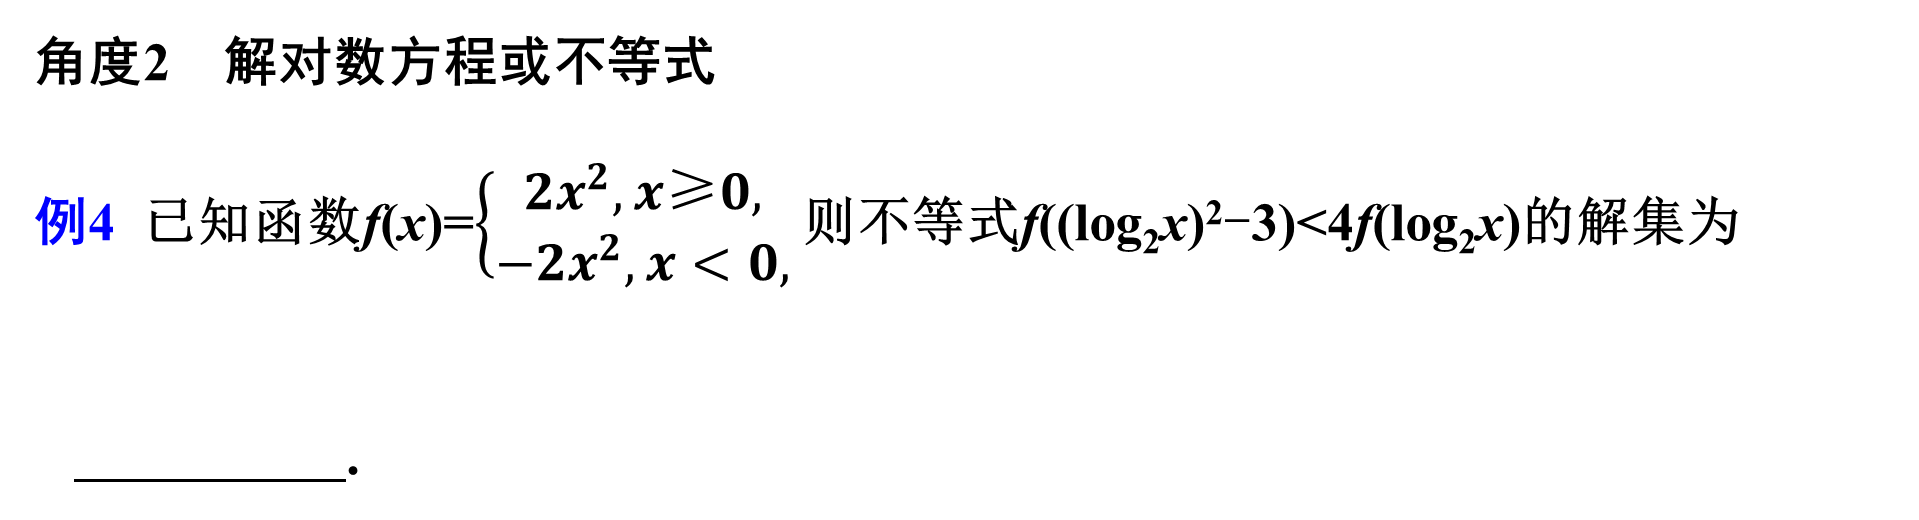 角度2 解对数方程或不等式
例4 已知函数f(x)={2x²,x⩾0, −2x²,x < 0, 则不等式f((log₂x)²−3)<4f(log₂x)的解集为
__________.